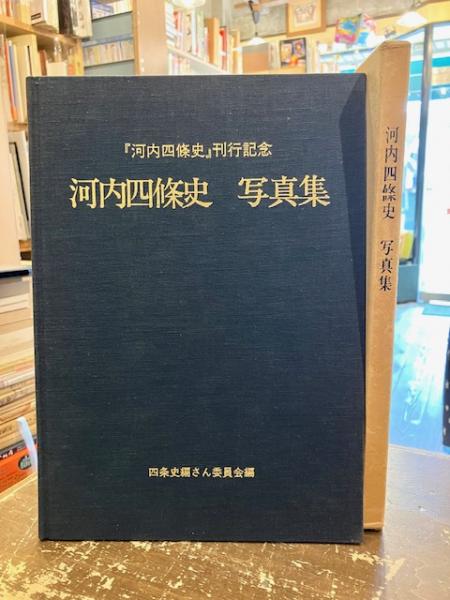 『河内四條史』刊行記念
河内四條史 写真集
四条史編さん委員会編
河内四條史 写真集